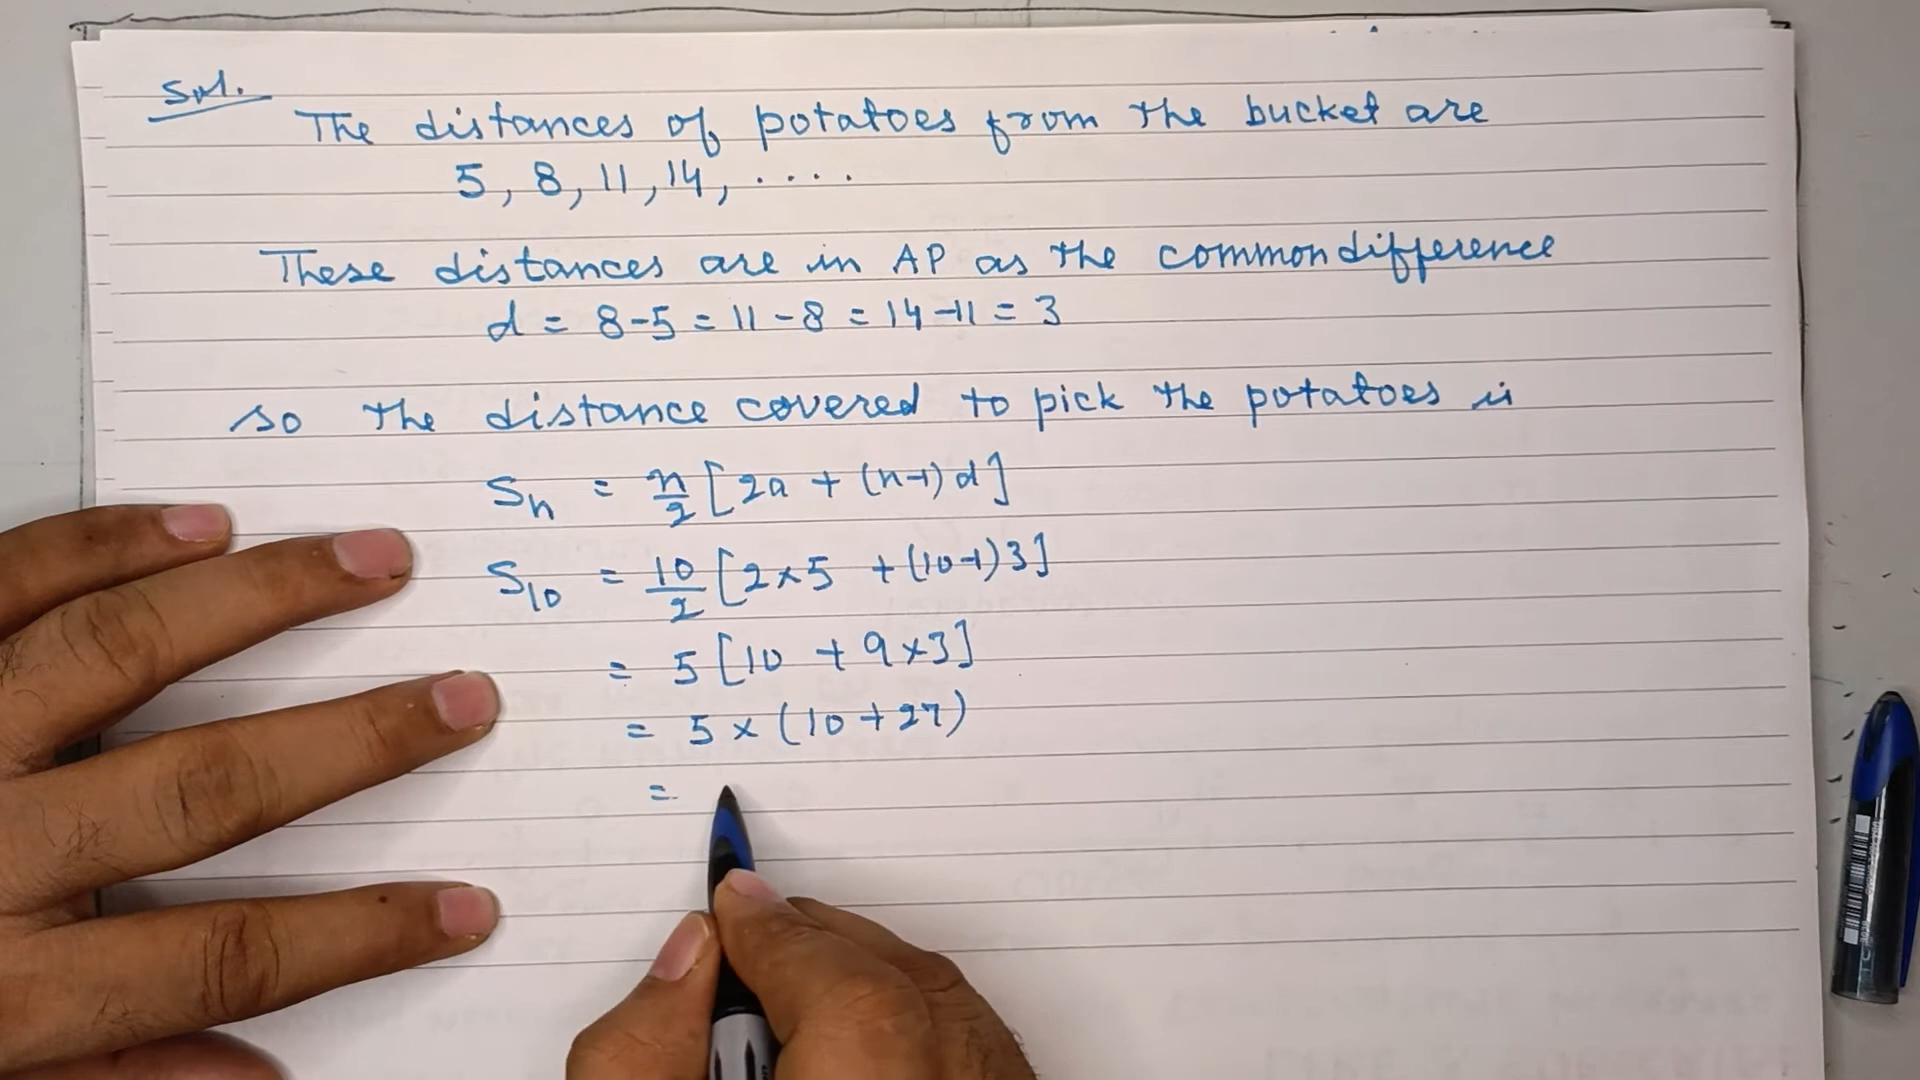 Sol.
The distances of potatoes from the bucket are
5, 8, 11, 14, ....
These distances are in AP as the common difference
d = 8-5 = 11-8 = 14-11 = 3
so the distance covered to pick the potatoes is
Sn = n/2 [2a + (n-1)d]
S10 = 10/2 [2×5 + (10-1)3]
= 5[10 + 9×3]
= 5×(10+27)
=